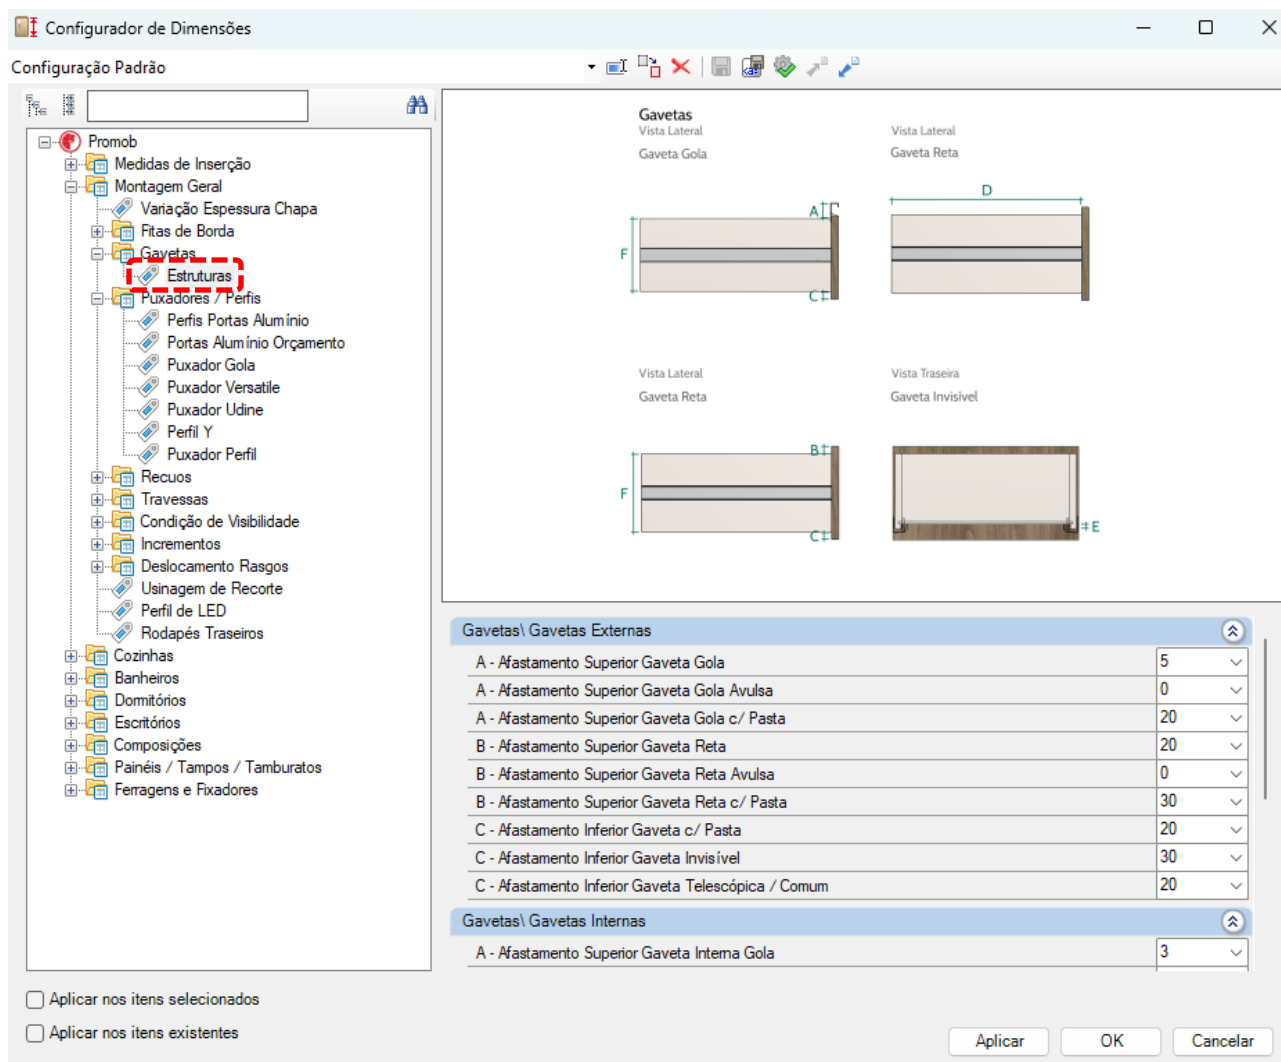 Configurador de Dimensões
Configuração Padrão
Promob
Medidas de Inserção
Montagem Geral
Variação Espessura Chapa
Fitas de Borda
Gavetas
Estruturas
Puxadores / Perfis
Perfis Portas Alumínio
Portas Alumínio Orçamento
Puxador Gola
Puxador Versatile
Puxador Udine
Perfil Y
Puxador Perfil
Recuos
Travessas
Condição de Visibilidade
Incrementos
Deslocamento Rasgos
Usinagem de Recorte
Perfil de LED
Rodapés Traseiros
Cozinhas
Banheiros
Dormitórios
Escritórios
Composições
Painéis / Tampos / Tamburatos
Ferragens e Fixadores
Gavetas
Vista Lateral
Gaveta Gola
A
F
C
Vista Lateral
Gaveta Reta
D
Vista Lateral
Gaveta Reta
B
F
C
Vista Traseira
Gaveta Invisível
E
Gavetas\ Gavetas Externas
A - Afastamento Superior Gaveta Gola 5
A - Afastamento Superior Gaveta Gola Avulsa 0
A - Afastamento Superior Gaveta Gola c/ Pasta 20
B - Afastamento Superior Gaveta Reta 20
B - Afastamento Superior Gaveta Reta Avulsa 0
B - Afastamento Superior Gaveta Reta c/ Pasta 30
C - Afastamento Inferior Gaveta c/ Pasta 20
C - Afastamento Inferior Gaveta Invisível 30
C - Afastamento Inferior Gaveta Telescópica / Comum 20
Gavetas\ Gavetas Internas
A - Afastamento Superior Gaveta Interna Gola 3
Aplicar nos itens selecionados
Aplicar nos itens existentes
Aplicar
OK
Cancelar